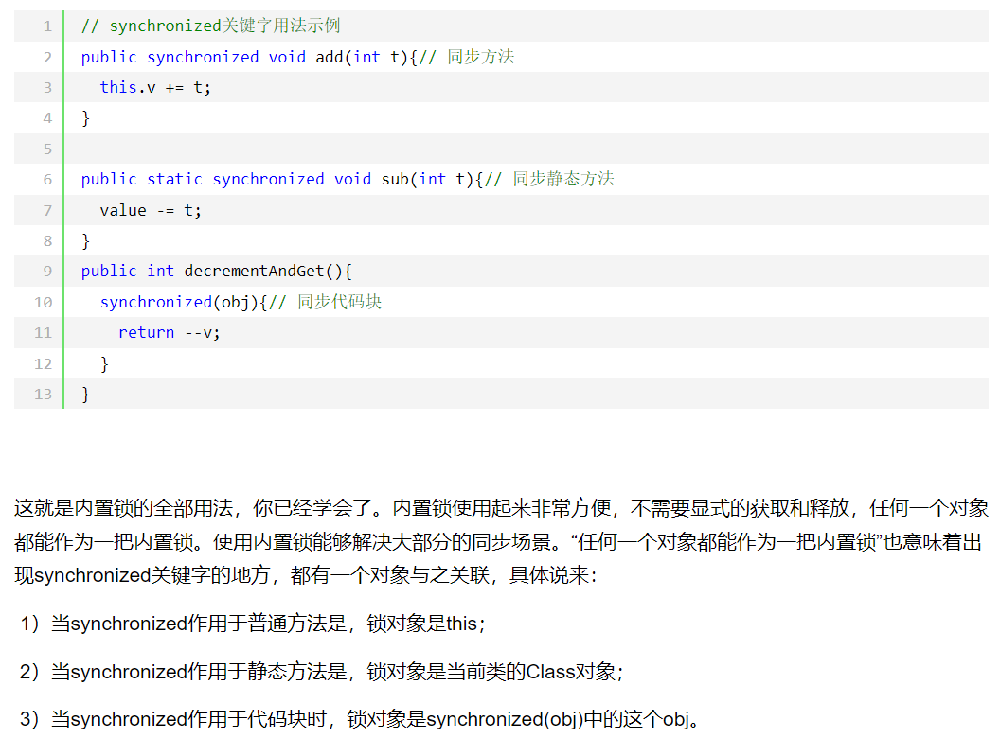 1 // synchronized关键字用法示例
2 public synchronized void add(int t){// 同步方法
3   this.v += t;
4 }
5
6 public static synchronized void sub(int t){// 同步静态方法
7   value -= t;
8 }
9 public int decrementAndGet(){
10   synchronized(obj){// 同步代码块
11     return --v;
12   }
13 }
这就是内置锁的全部用法，你已经学会了。内置锁使用起来非常方便，不需要显式的获取和释放，任何一个对象
都能作为一把内置锁。使用内置锁能够解决大部分的同步场景。“任何一个对象都能作为一把内置锁”也意味着出
现synchronized关键字的地方，都有一个对象与之关联，具体说来：
1）当synchronized作用于普通方法是，锁对象是this；
2）当synchronized作用于静态方法是，锁对象是当前类的Class对象；
3）当synchronized作用于代码块时，锁对象是synchronized(obj)中的这个obj。